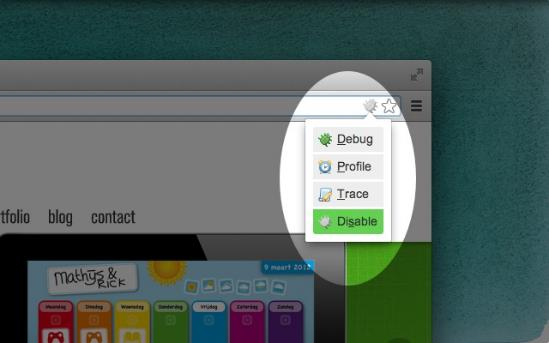 Debug
Profile
Trace
Disable
tfolio blog contact
9 maart 2012
Mathys &
Rick
Maandag Dinsdag Woensdag Donderdag Vrijdag Zaterdag Zondag